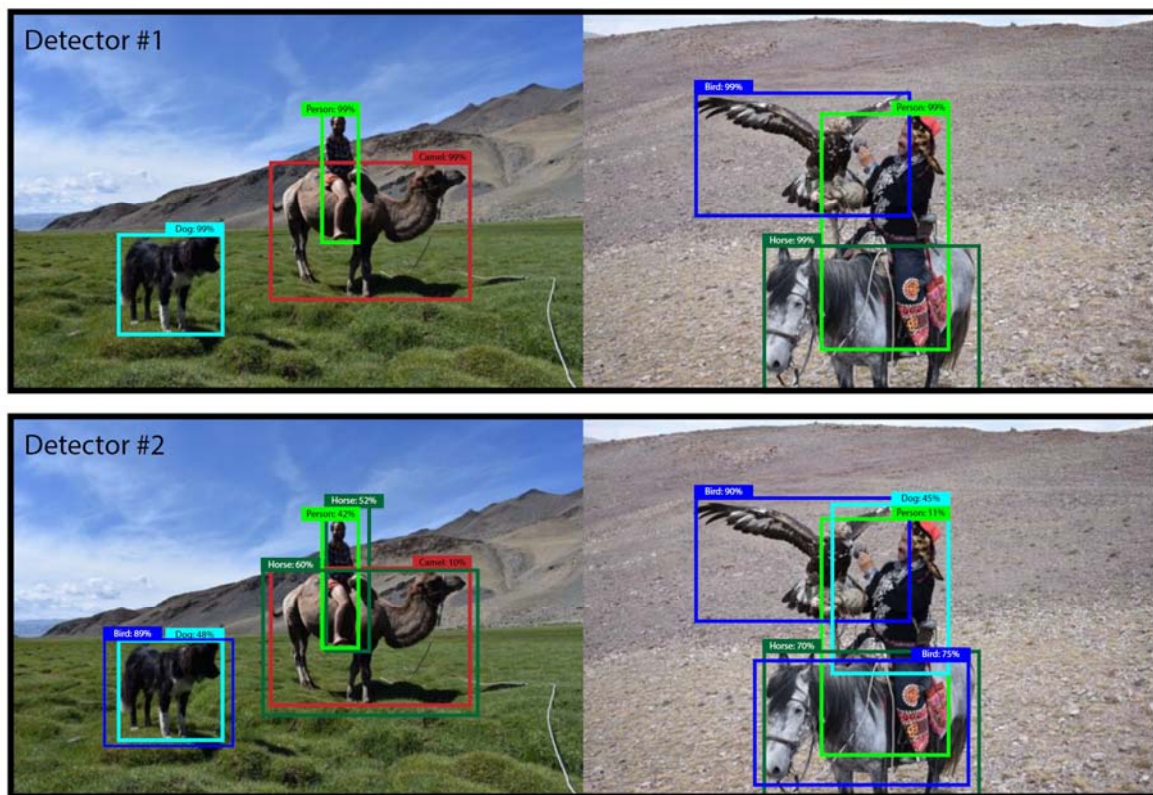 Detector #1
Person: 99%
Camel: 99%
Dog: 99%
Bird: 99%
Person: 99%
Horse: 99%
Detector #2
Horse: 52%
Person: 42%
Horse: 60%
Camel: 10%
Bird: 89%
Dog: 48%
Bird: 90%
Dog: 45%
Person: 11%
Horse: 70%
Bird: 75%